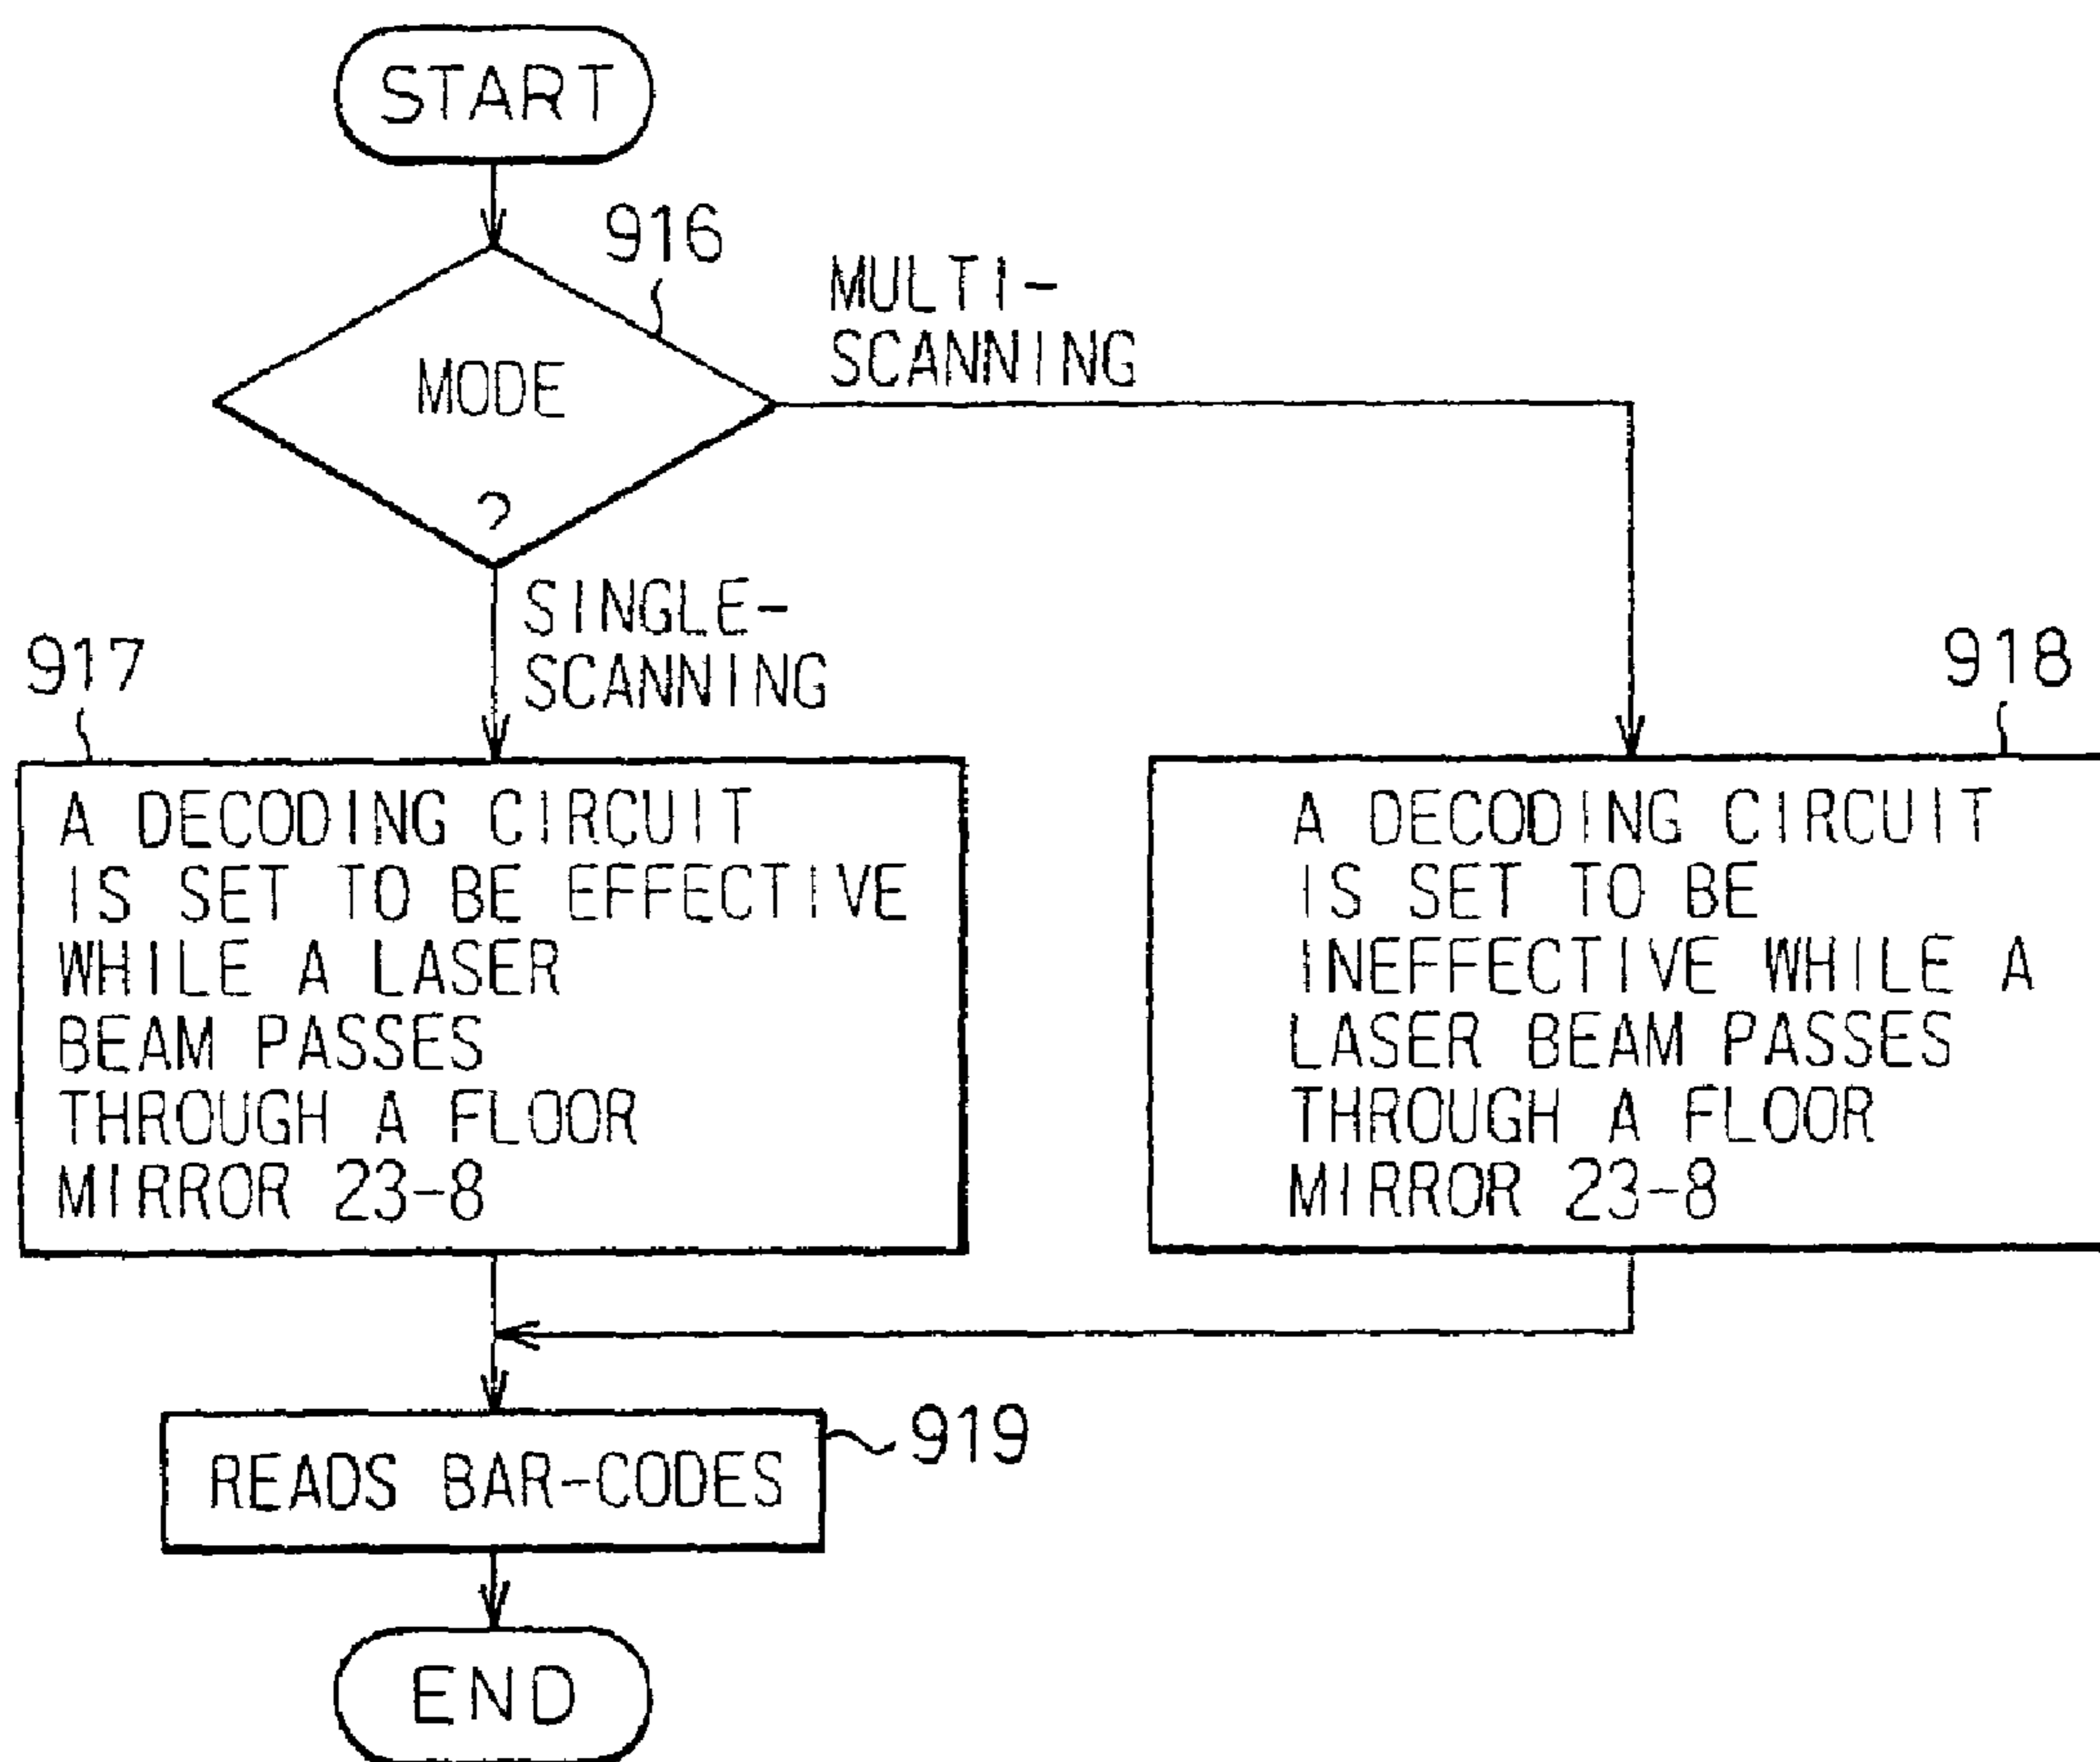 START
916
MODE
?
MULTI-
SCANNING
SINGLE-
SCANNING
917
A DECODING CIRCUIT
IS SET TO BE EFFECTIVE
WHILE A LASER
BEAM PASSES
THROUGH A FLOOR
MIRROR 23-8
918
A DECODING CIRCUIT
IS SET TO BE
INEFFECTIVE WHILE A
LASER BEAM PASSES
THROUGH A FLOOR
MIRROR 23-8
READS BAR-CODES
919
END